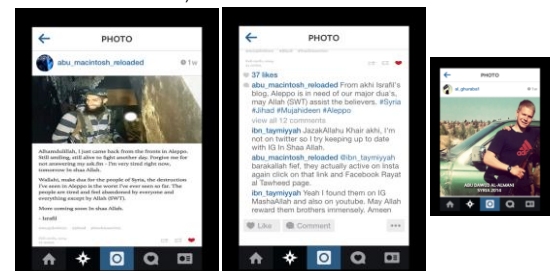 PHOTO
abu_macintosh_reloaded 1w
Alhamdulillah, I just came back from the fronts in Aleppo.
Still smiling, still alive to fight another day. Forgive me for
not answering my ask.fm - I'm very tired right now,
tomorrow In shaa Allah.
Wallahi, make dua for the people of Syria, the destruction
I've seen in Aleppo is the worst I've ever seen so far. The
people are tired and feel abandoned by everyone and
everything except by Allah (SWT).
More coming soon In shaa Allah.
- Israfil
PHOTO
37 likes
abu_macintosh_reloaded From akhi Israfil's
blog. Aleppo is in need of our major dua's,
may Allah (SWT) assist the believers. #Syria
#Jihad #Mujahideen #Aleppo
view all 12 comments
ibn_taymiyyah JazakAllahu Khair akhi, I'm
not on twitter so I try keeping up to date
with IG In Shaa Allah.
abu_macintosh_reloaded @ibn_taymiyyah
barakallah fief, they actually active on insta
again click on that link and Facebook Rayat
al Tawheed page.
ibn_taymiyyah Yeah I found them on IG
MashaAllah and also on youtube. May Allah
reward them brothers immensely. Ameen
Like Comment
PHOTO
ABU DAWUD AL-ALMANI
SYRIA 2014